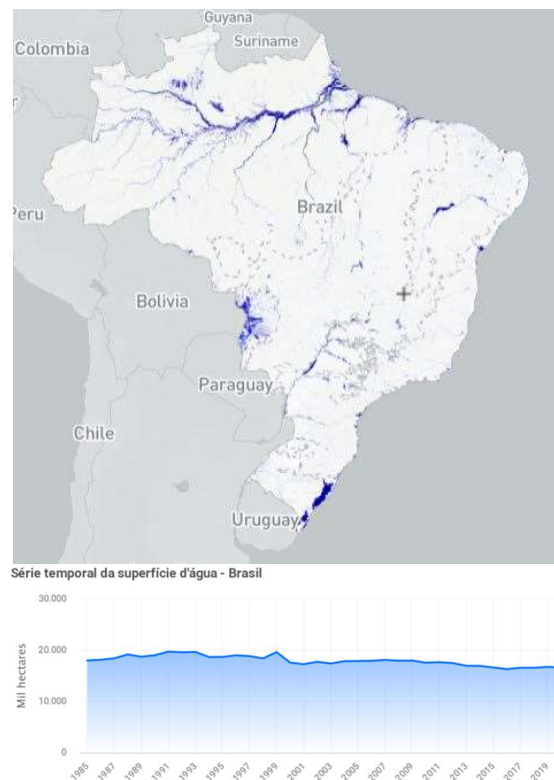 Guyana
Colombia
Suriname
r
Peru
Brazil
Bolivia
Paraguay
Chile
Uruguay
Série temporal da superfície d'água - Brasil
30.000
20.000
Mil hectares
10.000
0
1985
1987
1989
1991
1993
1995
1997
1999
2001
2003
2005
2007
2009
2011
2013
2015
2017
2019